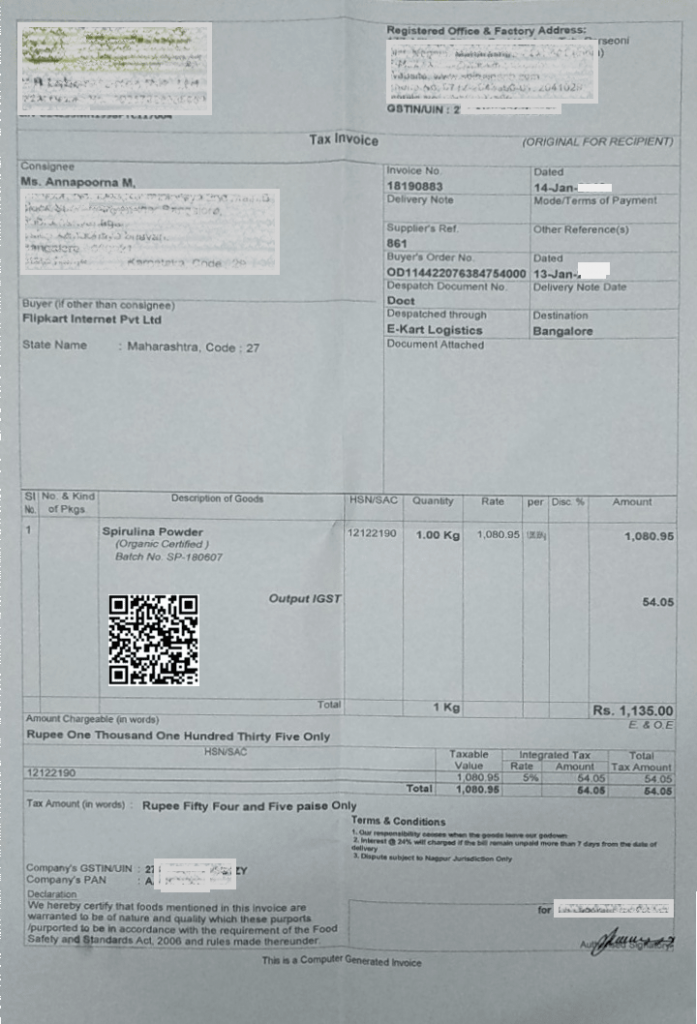 Registered Office & Factory Address:
GSTIN/UIN : 2
Tax Invoice
(ORIGINAL FOR RECIPIENT)
Consignee
Ms. Annapoorna M,
Karnataka, Code
Invoice No.
18190883
Dated
14-Jan-
Delivery Note
Mode/Terms of Payment
Supplier's Ref.
861
Other Reference(s)
Buyer's Order No.
OD114422076384754000
Dated
13-Jan-
Despatch Document No.
Doct
Delivery Note Date
Despatched through
E-Kart Logistics
Destination
Bangalore
Document Attached
Buyer (if other than consignee)
Flipkart Internet Pvt Ltd
State Name : Maharashtra, Code : 27
Sl No. No. & Kind of Pkgs. Description of Goods HSN/SAC Quantity Rate per Disc. % Amount
1 Spirulina Powder 12122190 1.00 Kg 1,080.95 1,080.95
(Organic Certified )
Batch No. SP-180607
Output IGST 54.05
Total 1 Kg Rs. 1,135.00
Amount Chargeable (in words) E. & O.E
Rupee One Thousand One Hundred Thirty Five Only
HSN/SAC Taxable Value Integrated Tax Total Tax Amount
Rate Amount
12122190 1,080.95 5% 54.05 54.05
Total 1,080.95 54.05 54.05
Tax Amount (in words) : Rupee Fifty Four and Five paise Only
Terms & Conditions
1. Our responsibility ceases when the goods leave our godown
2. Interest @ 24% will charged if the bill remain unpaid more than 7 days from the date of
delivery
3. Dispute subject to Nagpur Jurisdiction Only
Company's GSTIN/UIN : 27
Company's PAN : A
Declaration
We hereby certify that foods mentioned in this invoice are
warranted to be of nature and quality which these purports
/purported to be in accordance with the requirement of the Food
Safety and Standards Act, 2006 and rules made thereunder.
for
Authorised Signatory
This is a Computer Generated Invoice